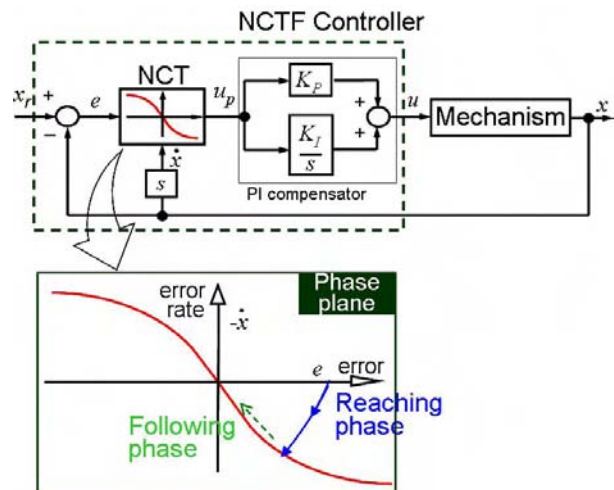 NCTF Controller
NCT
x_r
+
−
e
u_p
ẋ
s
K_P
K_I
s
+
+
PI compensator
u
Mechanism
x
Phase
plane
error
rate
-ẋ
e
error
Reaching
phase
Following
phase